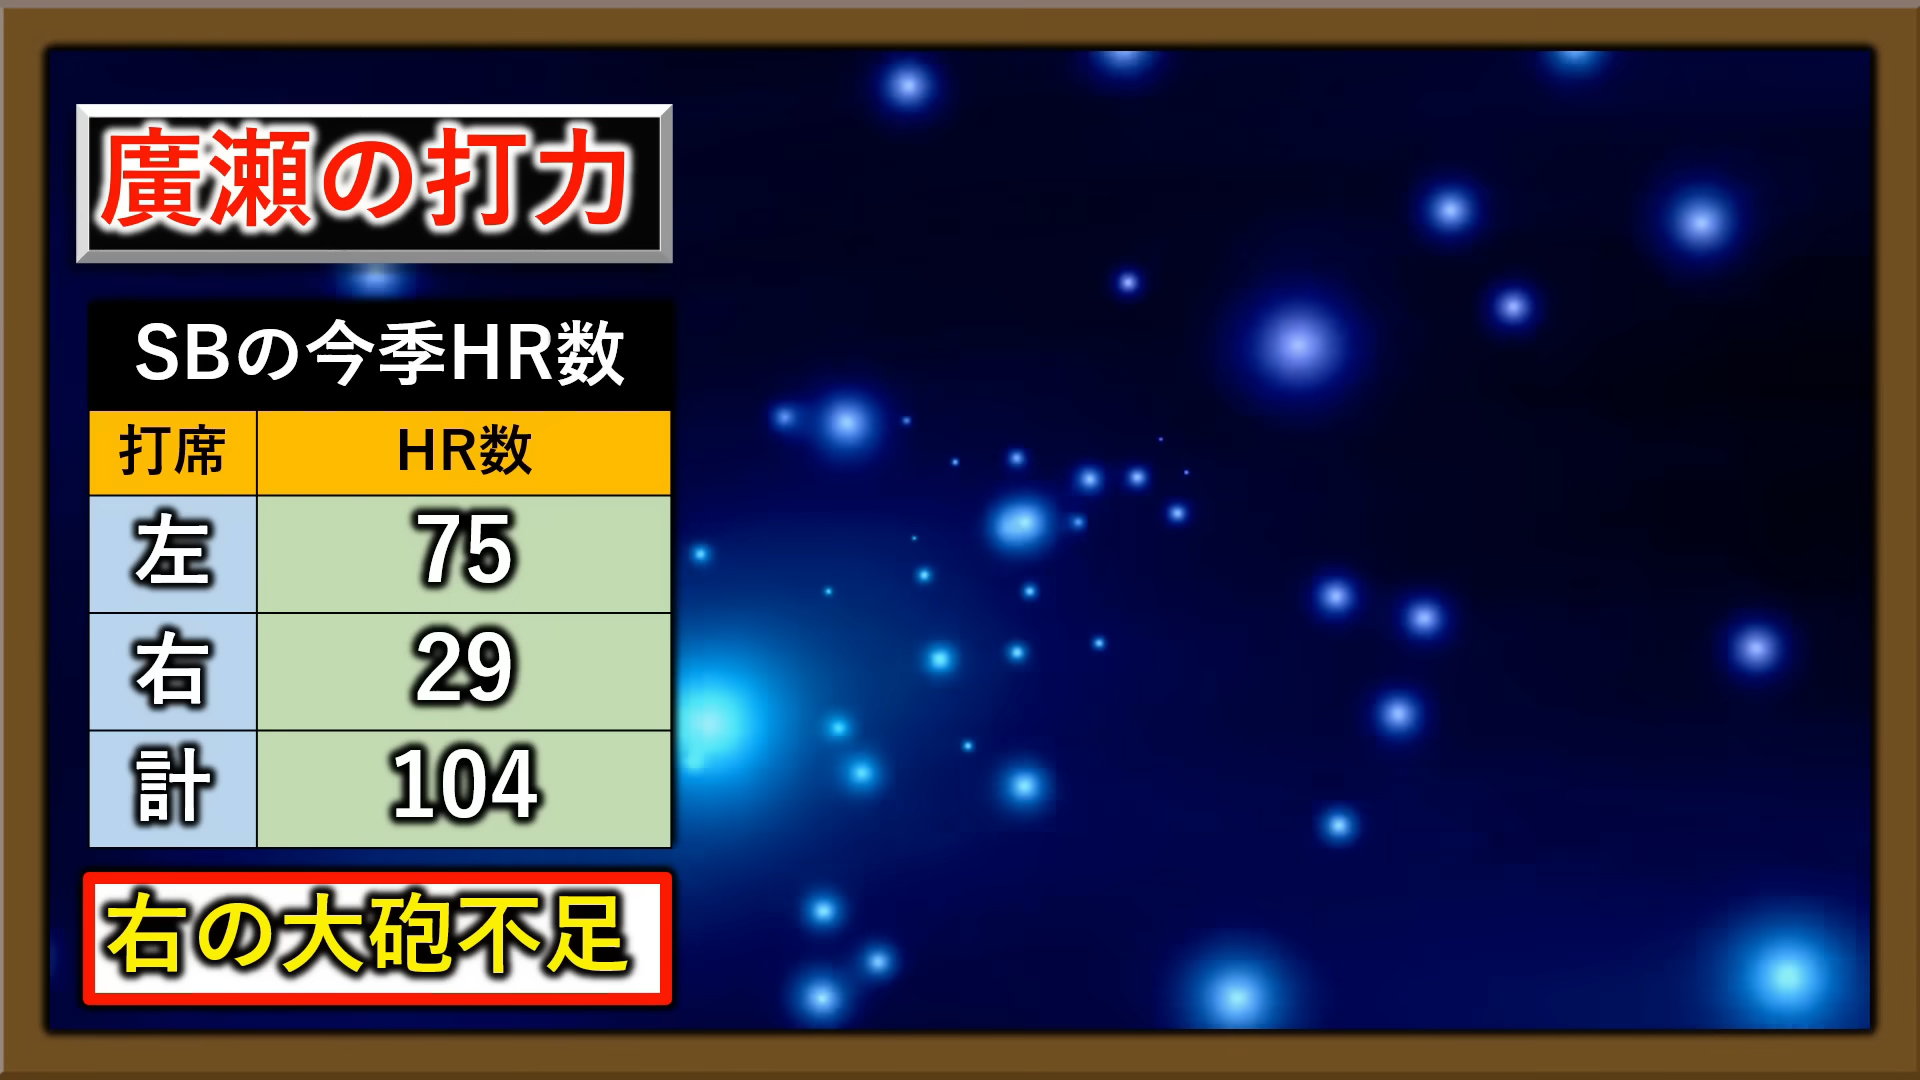 廣瀬の打力
SBの今季HR数
打席 HR数
左 75
右 29
計 104
右の大砲不足